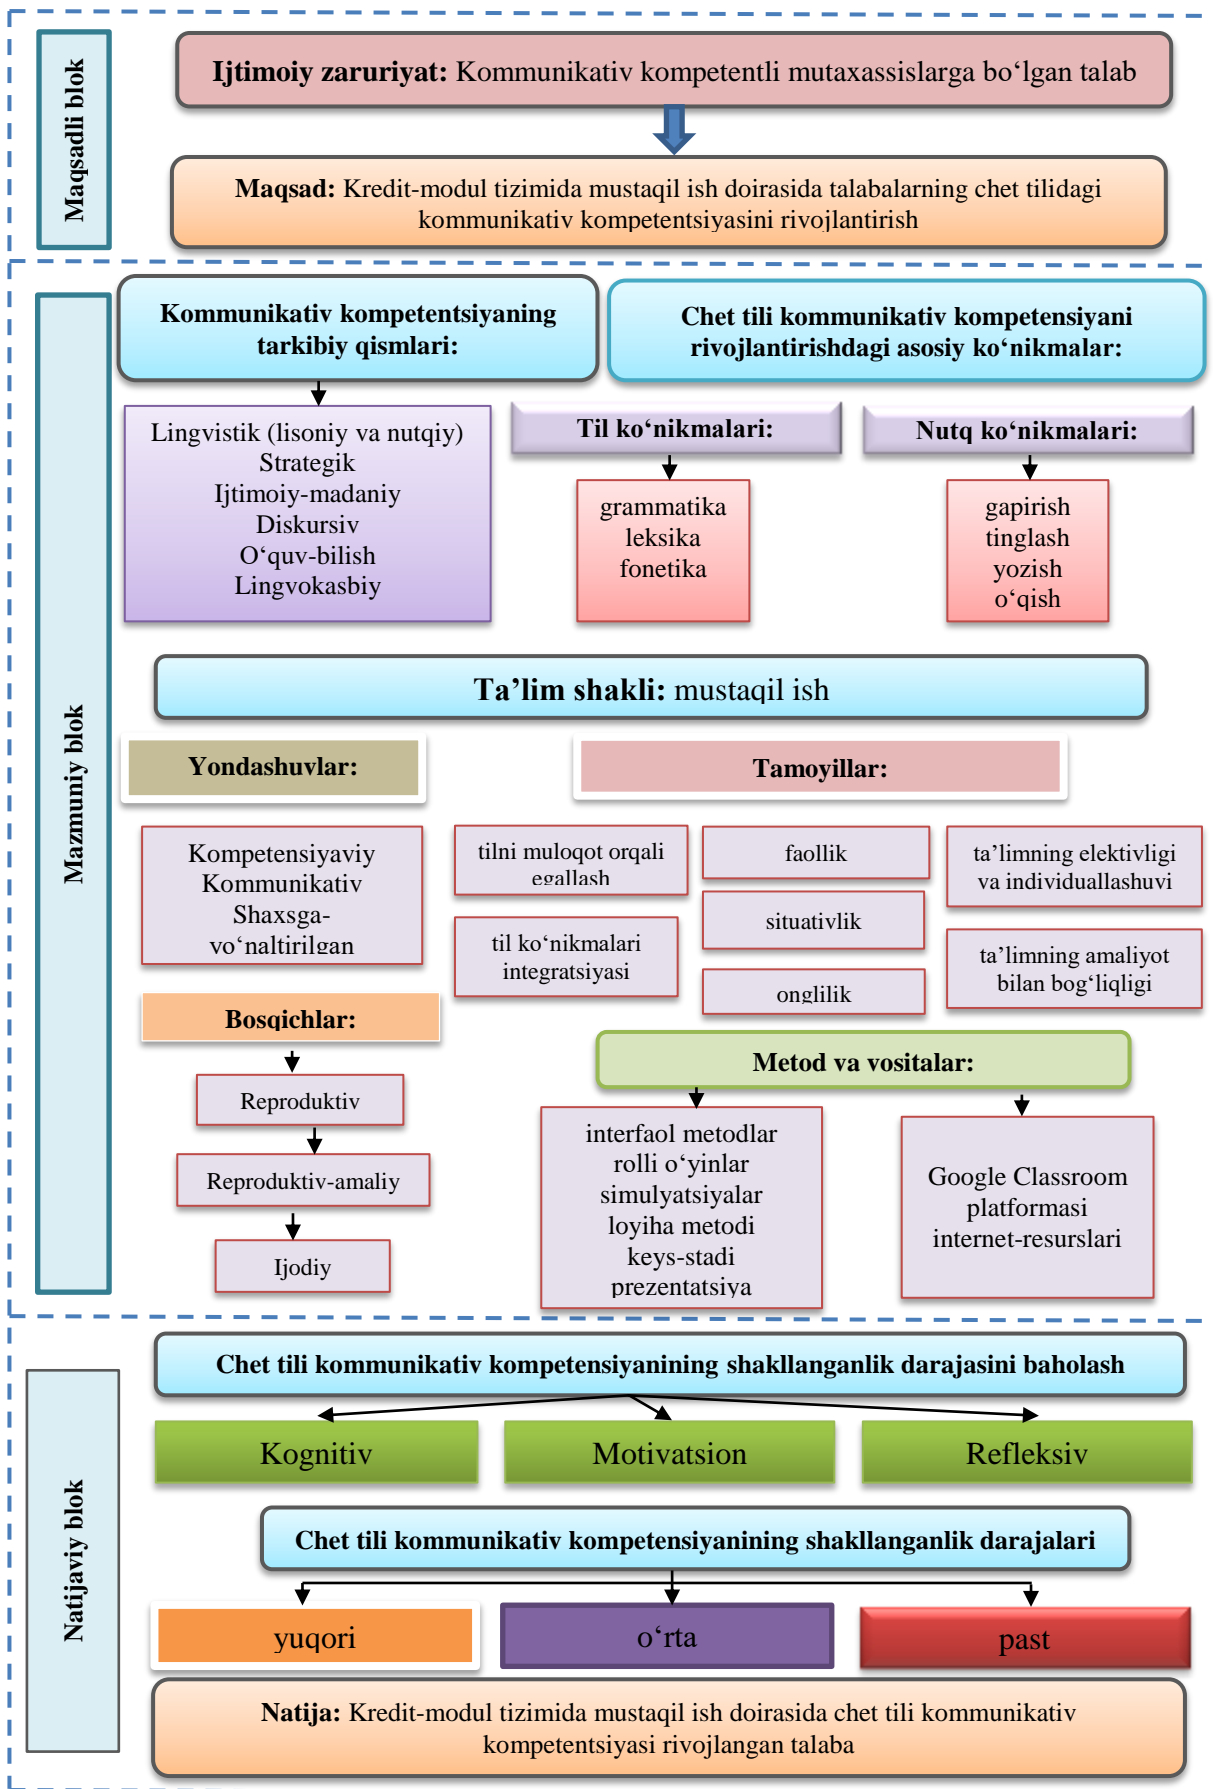 Maqsadli blok
Ijtimoiy zaruriyat: Kommunikativ kompetentli mutaxassislarga bo‘lgan talab
Maqsad: Kredit-modul tizimida mustaqil ish doirasida talabalarning chet tilidagi
kommunikativ kompetentsiyasini rivojlantirish
Mazmuniy blok
Kommunikativ kompetentsiyaning
tarkibiy qismlari:
Chet tili kommunikativ kompetensiyani
rivojlantirishdagi asosiy ko‘nikmalar:
Lingvistik (lisoniy va nutqiy)
Strategik
Ijtimoiy-madaniy
Diskursiv
O‘quv-bilish
Lingvokasbiy
Til ko‘nikmalari:
grammatika
leksika
fonetika
Nutq ko‘nikmalari:
gapirish
tinglash
yozish
o‘qish
Ta’lim shakli: mustaqil ish
Yondashuvlar:
Kompetensiyaviy
Kommunikativ
Shaxsga-
yo‘naltirilgan
Tamoyillar:
tilni muloqot orqali
egallash
faollik
ta’limning elektivligi
va individuallashuvi
til ko‘nikmalari
integratsiyasi
situativlik
onglilik
ta’limning amaliyot
bilan bog‘liqligi
Bosqichlar:
Reproduktiv
Reproduktiv-amaliy
Ijodiy
Metod va vositalar:
interfaol metodlar
rolli o‘yinlar
simulyatsiyalar
loyiha metodi
keys-stadi
prezentatsiya
Google Classroom
platformasi
internet-resurslari
Natijaviy blok
Chet tili kommunikativ kompetensiyanining shakllanganlik darajasini baholash
Kognitiv
Motivatsion
Refleksiv
Chet tili kommunikativ kompetensiyanining shakllanganlik darajalari
yuqori
o‘rta
past
Natija: Kredit-modul tizimida mustaqil ish doirasida chet tili kommunikativ
kompetentsiyasi rivojlangan talaba